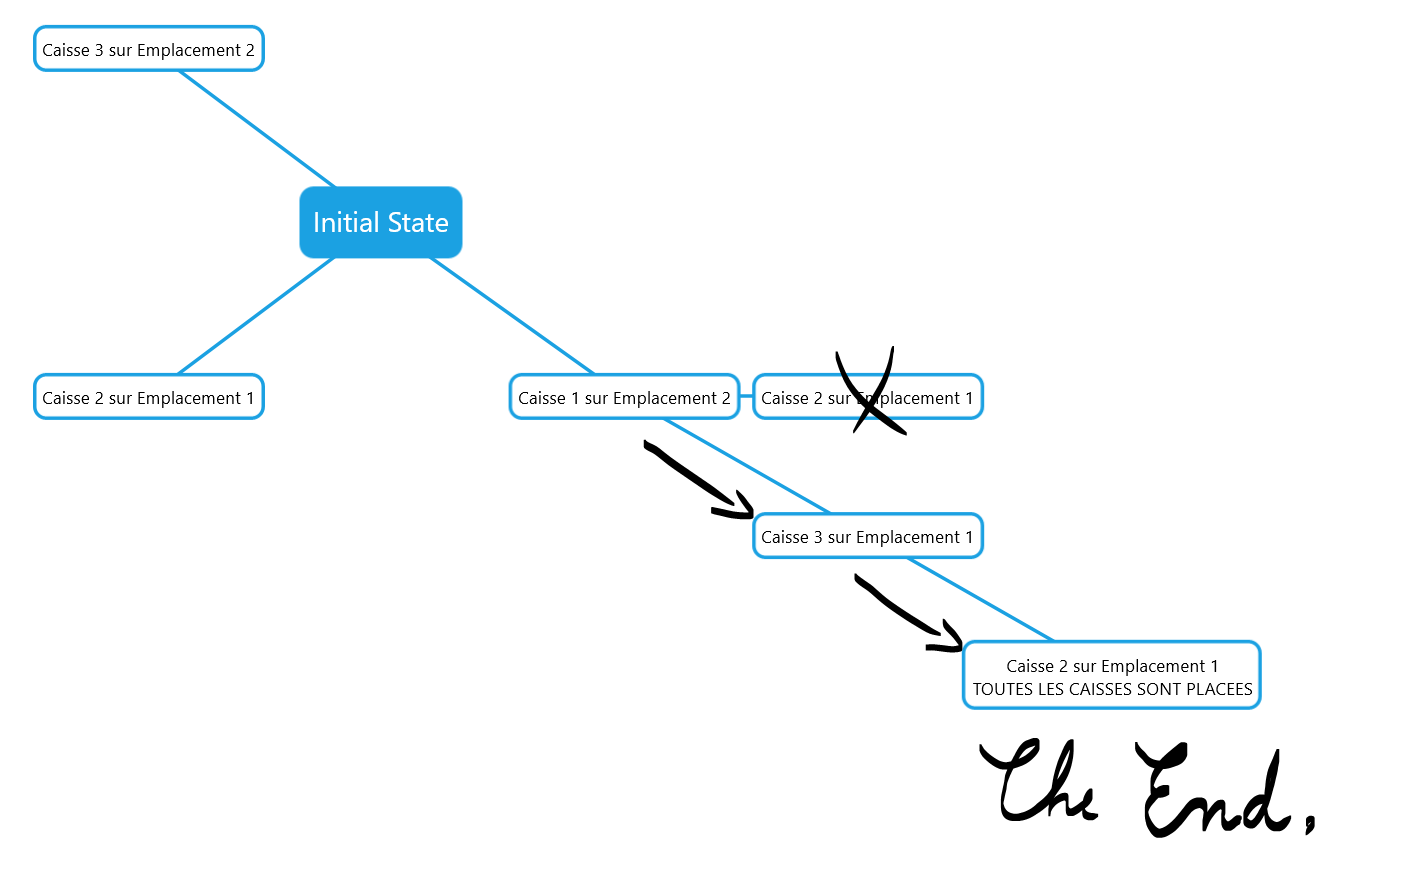 Caisse 3 sur Emplacement 2
Initial State
Caisse 2 sur Emplacement 1
Caisse 1 sur Emplacement 2
Caisse 2 sur Emplacement 1
Caisse 3 sur Emplacement 1
Caisse 2 sur Emplacement 1
TOUTES LES CAISSES SONT PLACEES
The End,